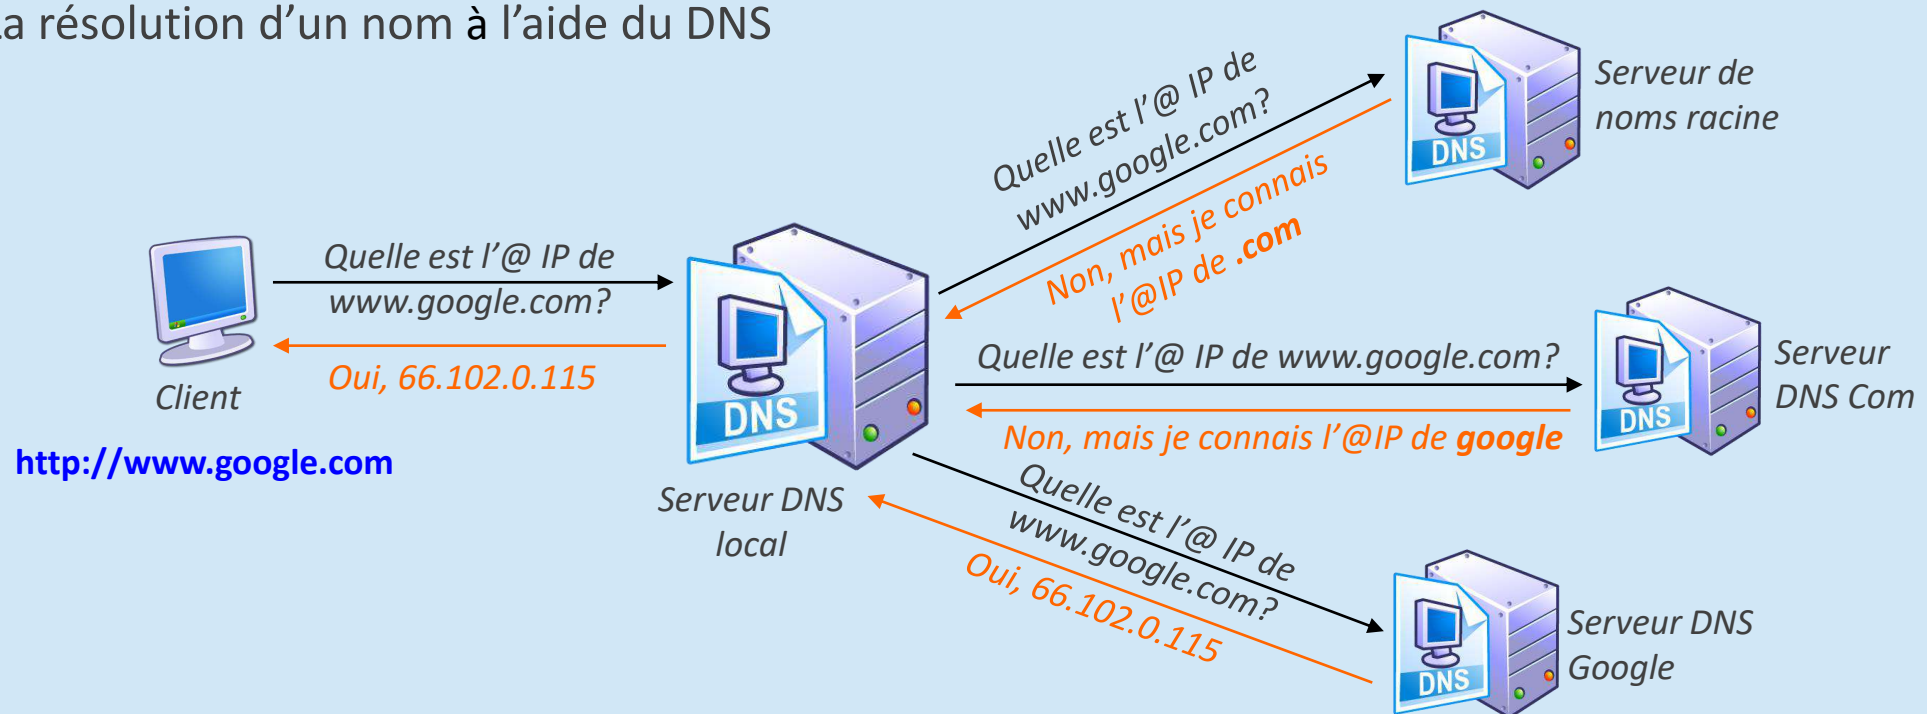 a résolution d’un nom à l’aide du DNS
Quelle est l’@ IP de
www.google.com?
Non, mais je connais
l’@IP de .com
DNS
Serveur de
noms racine
Quelle est l’@ IP de
www.google.com?
Oui, 66.102.0.115
Client
http://www.google.com
DNS
Serveur DNS
local
Quelle est l’@ IP de www.google.com?
Non, mais je connais l’@IP de google
DNS
Serveur
DNS Com
Quelle est l’@ IP de
www.google.com?
Oui, 66.102.0.115
DNS
Serveur DNS
Google